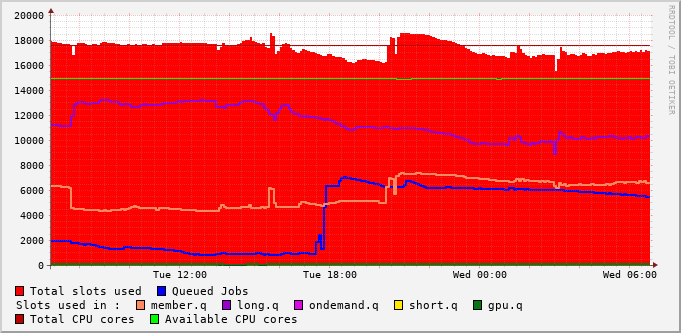 20000
18000
16000
14000
12000
10000
8000
6000
4000
2000
0
Tue 12:00 Tue 18:00 Wed 00:00 Wed 06:00
RRDTOOL / TOBI OETIKER
Total slots used Queued Jobs
Slots used in : member.q long.q ondemand.q short.q gpu.q
Total CPU cores Available CPU cores